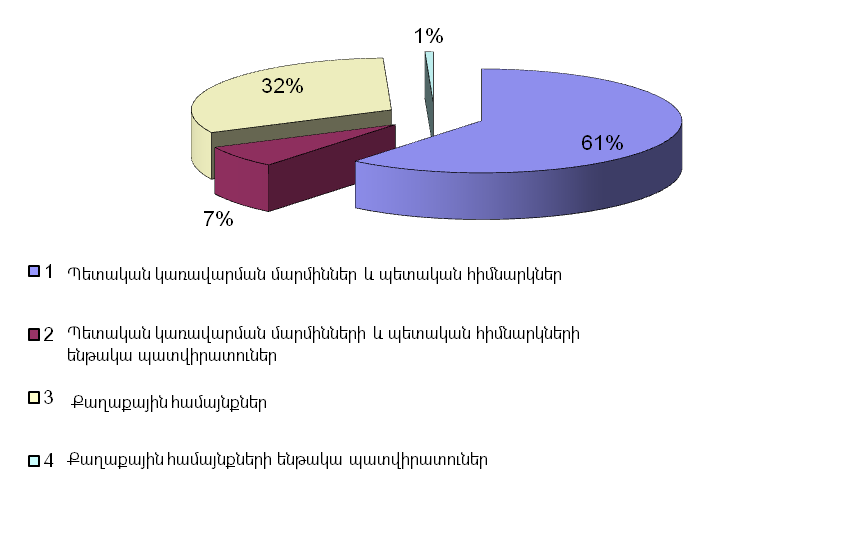 1%
32%
61%
7%
1 Պետական կառավարման մարմիններ և պետական հիմնարկներ
2 Պետական կառավարման մարմինների և պետական հիմնարկների
ենթակա պատվիրատուներ
3 Քաղաքային համայնքներ
4 Քաղաքային համայնքների ենթակա պատվիրատուներ